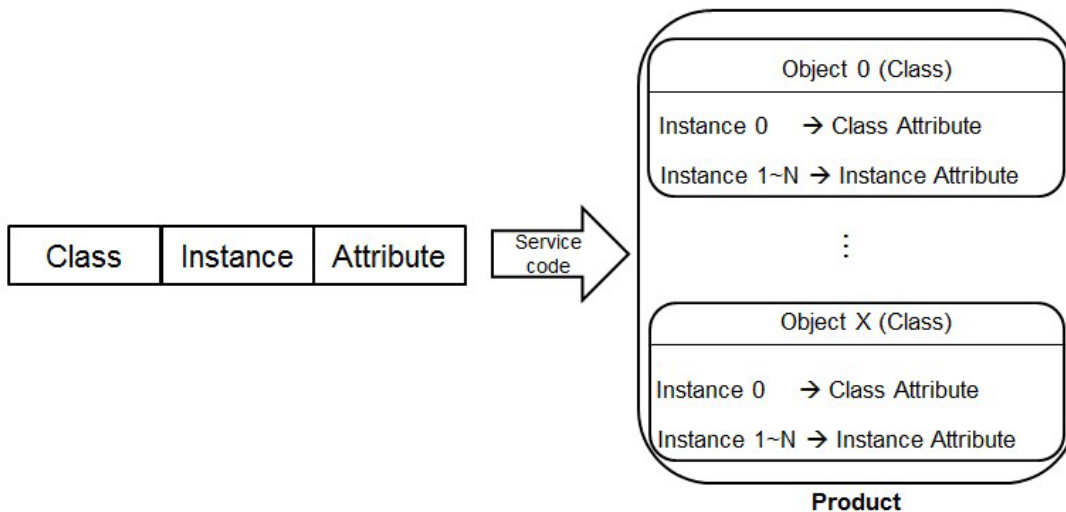 Class Instance Attribute
Service
code
Object 0 (Class)
Instance 0 → Class Attribute
Instance 1~N → Instance Attribute
⋮
Object X (Class)
Instance 0 → Class Attribute
Instance 1~N → Instance Attribute
Product